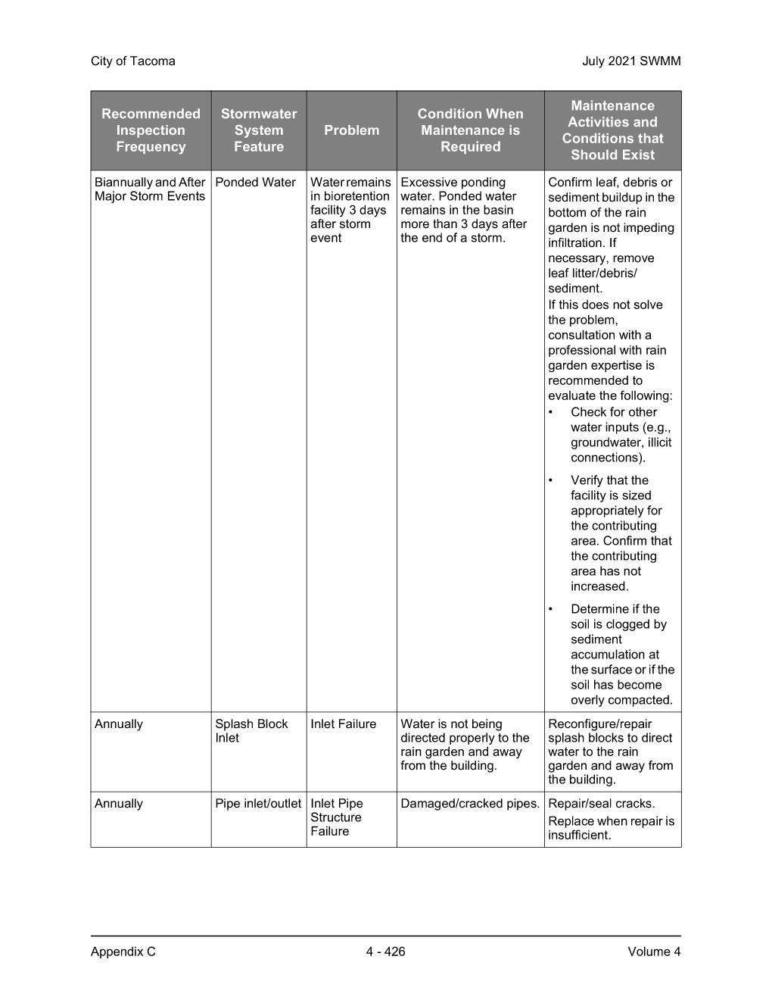 City of Tacoma
July 2021 SWMM
Recommended
Inspection
Frequency
Stormwater
System
Feature
Problem
Condition When
Maintenance is
Required
Maintenance
Activities and
Conditions that
Should Exist
Biannually and After
Major Storm Events
Ponded Water
Water remains
in bioretention
facility 3 days
after storm
event
Excessive ponding
water. Ponded water
remains in the basin
more than 3 days after
the end of a storm.
Confirm leaf, debris or
sediment buildup in the
bottom of the rain
garden is not impeding
infiltration. If
necessary, remove
leaf litter/debris/
sediment.
If this does not solve
the problem,
consultation with a
professional with rain
garden expertise is
recommended to
evaluate the following:
• Check for other
water inputs (e.g.,
groundwater, illicit
connections).
• Verify that the
facility is sized
appropriately for
the contributing
area. Confirm that
the contributing
area has not
increased.
• Determine if the
soil is clogged by
sediment
accumulation at
the surface or if the
soil has become
overly compacted.
Annually
Splash Block
Inlet
Inlet Failure
Water is not being
directed properly to the
rain garden and away
from the building.
Reconfigure/repair
splash blocks to direct
water to the rain
garden and away from
the building.
Annually
Pipe inlet/outlet
Inlet Pipe
Structure
Failure
Damaged/cracked pipes.
Repair/seal cracks.
Replace when repair is
insufficient.
Appendix C
4 - 426
Volume 4